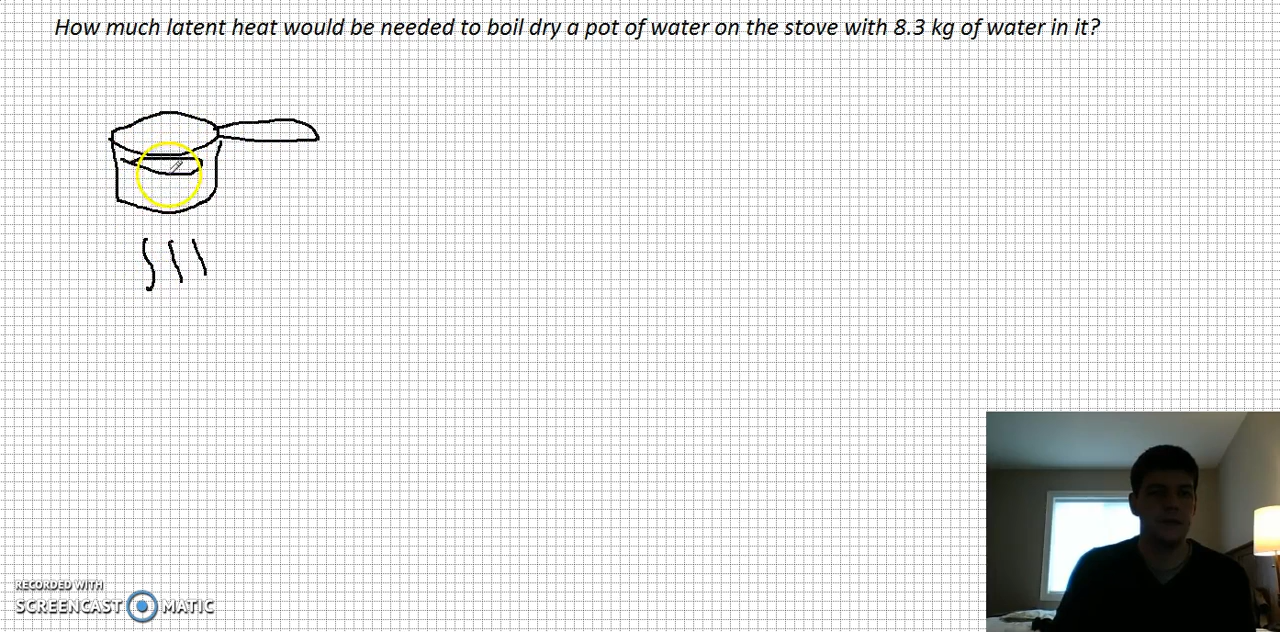 How much latent heat would be needed to boil dry a pot of water on the stove with 8.3 kg of water in it?
RECORDED WITH
SCREENCAST MATIC